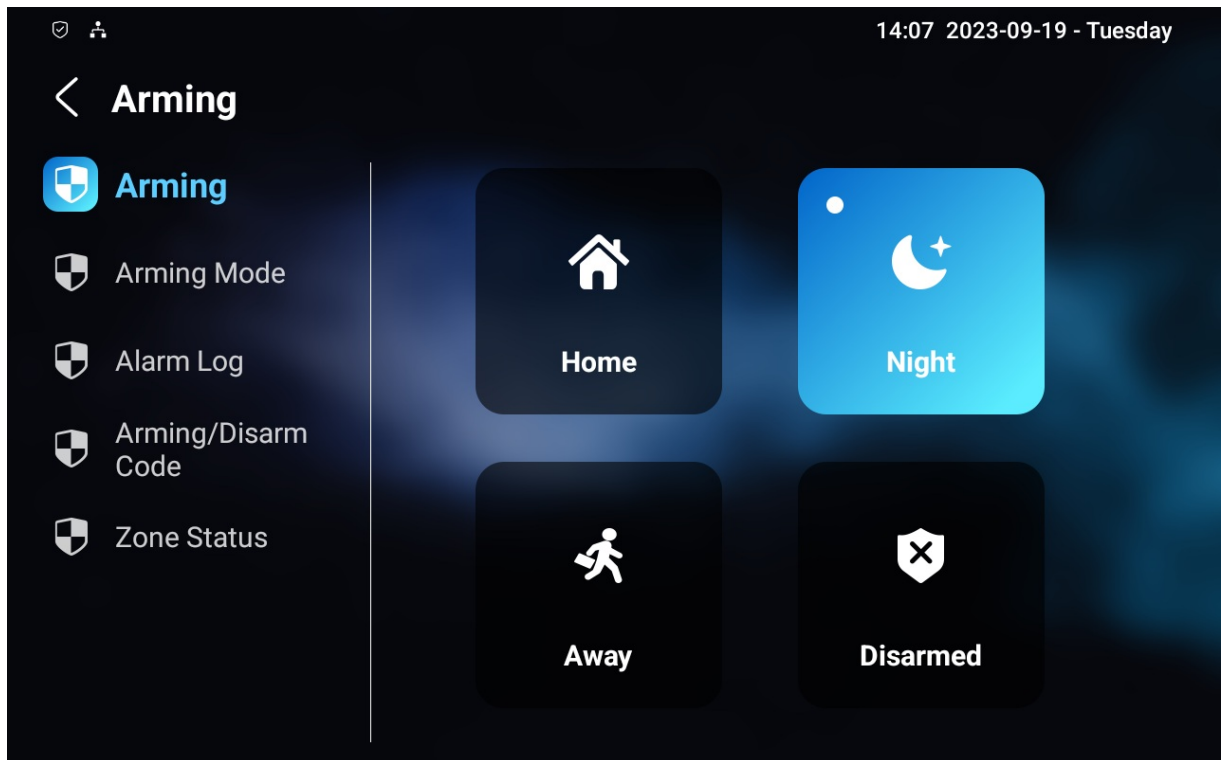 14:07 2023-09-19 - Tuesday
Arming
Arming
Arming Mode
Alarm Log
Arming/Disarm
Code
Zone Status
Home
Night
Away
Disarmed